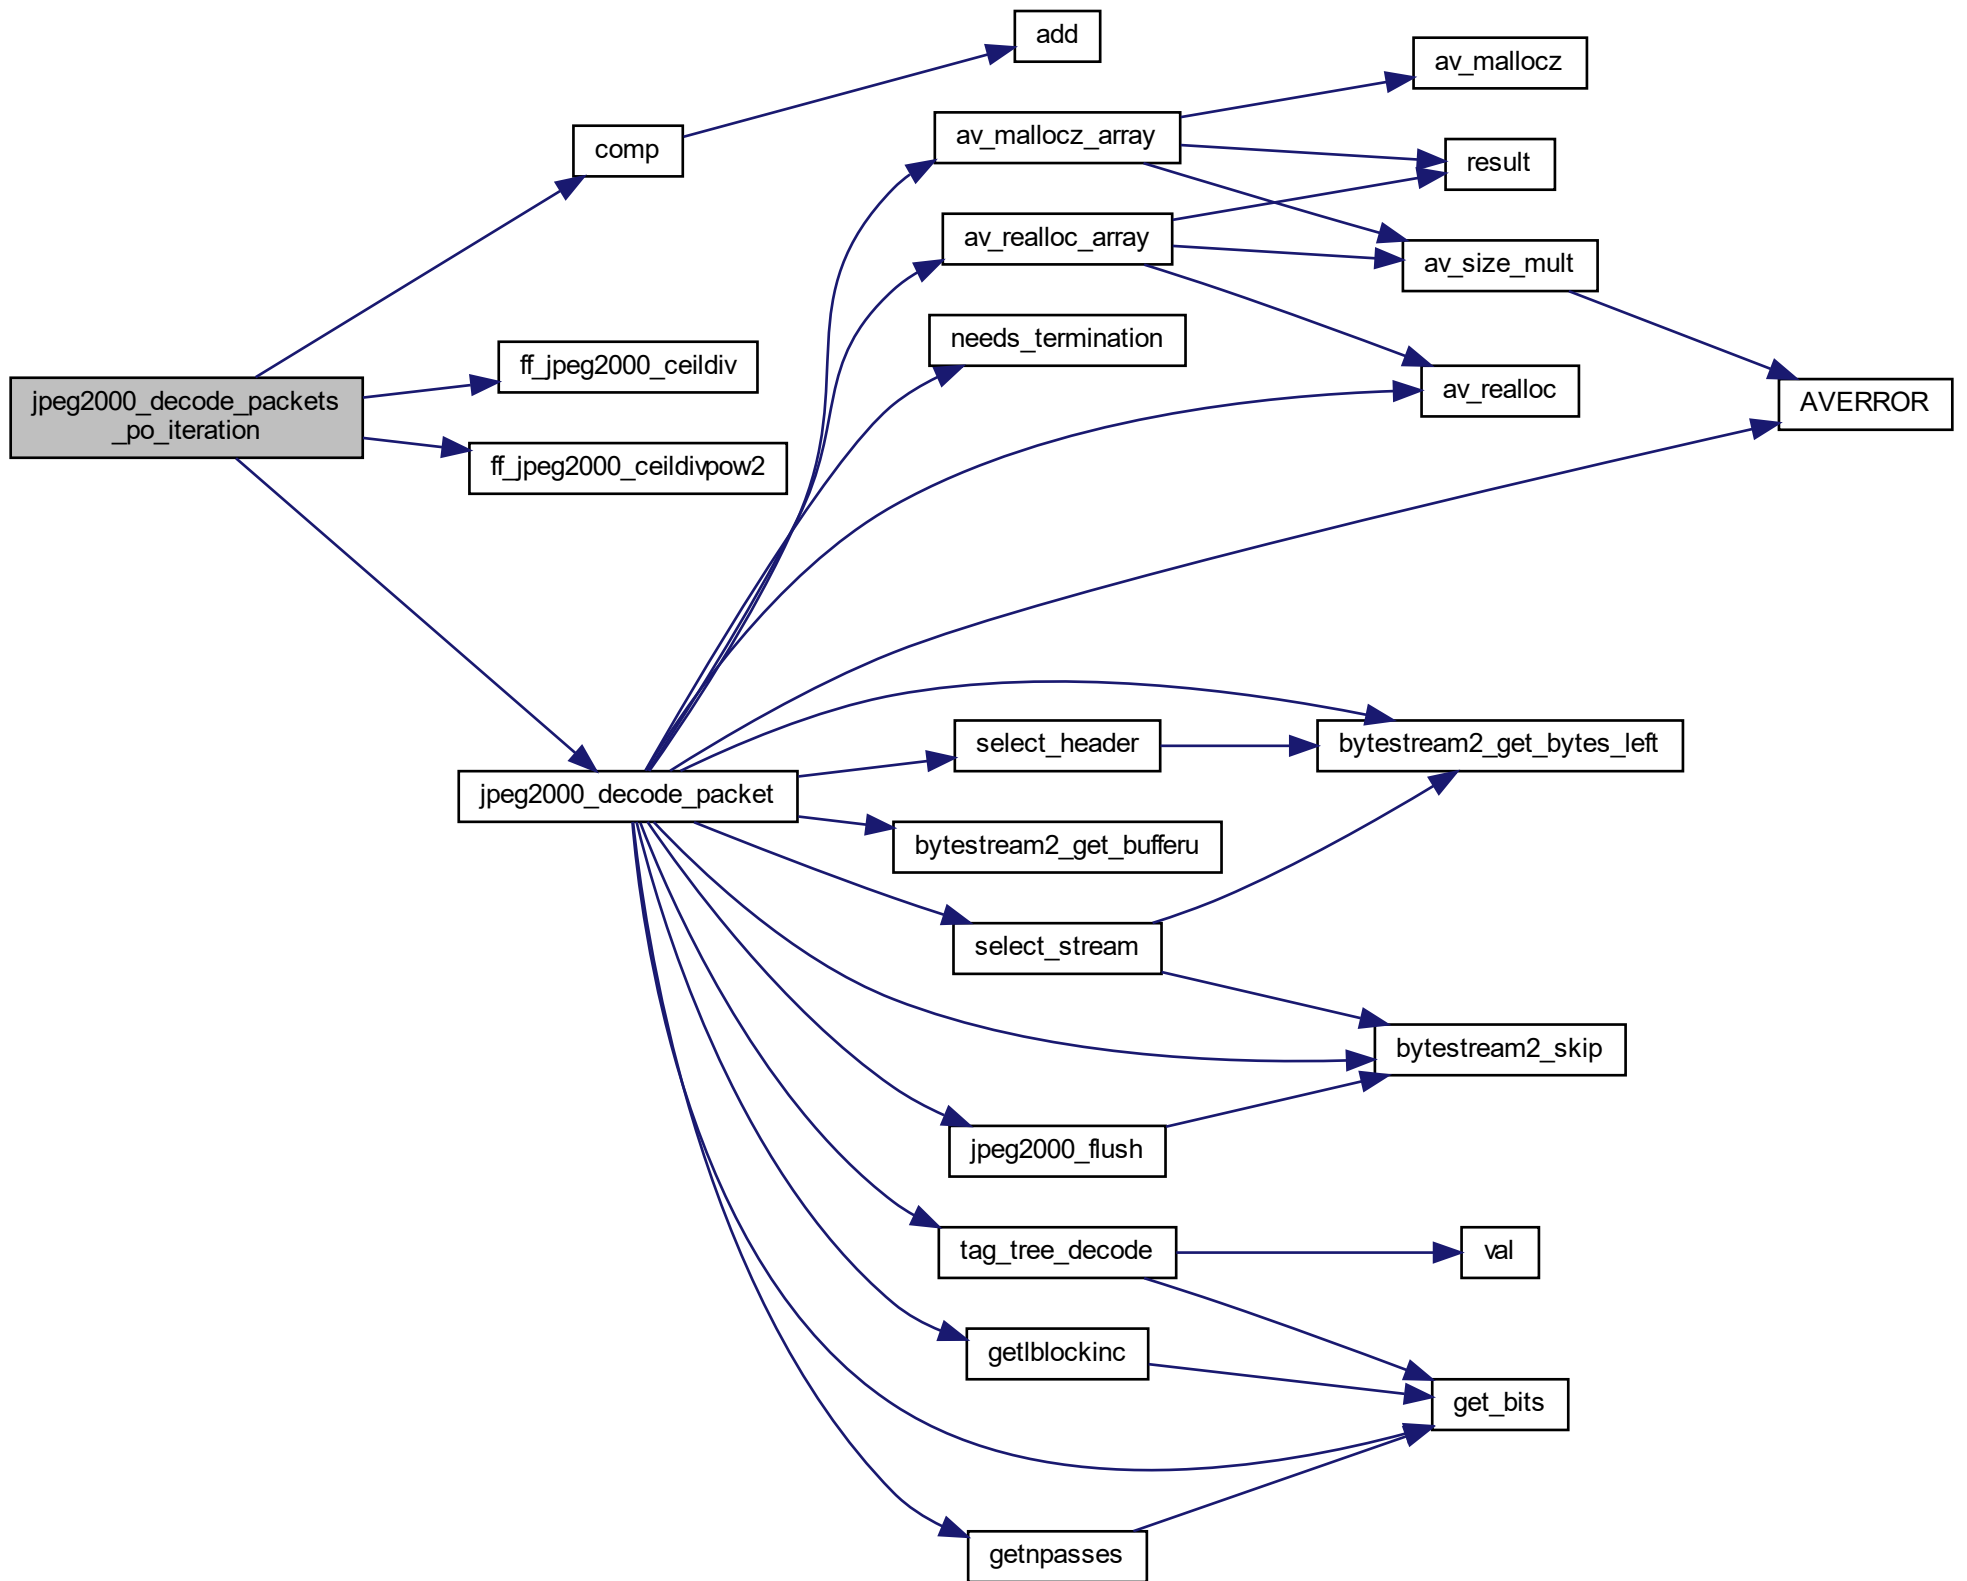 add
av_mallocz
comp
av_mallocz_array
result
av_realloc_array
av_size_mult
needs_termination
ff_jpeg2000_ceildiv
av_realloc
jpeg2000_decode_packets
_po_iteration
AVERROR
ff_jpeg2000_ceildivpow2
select_header
bytestream2_get_bytes_left
jpeg2000_decode_packet
bytestream2_get_bufferu
select_stream
bytestream2_skip
jpeg2000_flush
tag_tree_decode
val
getlblockinc
get_bits
getnpasses